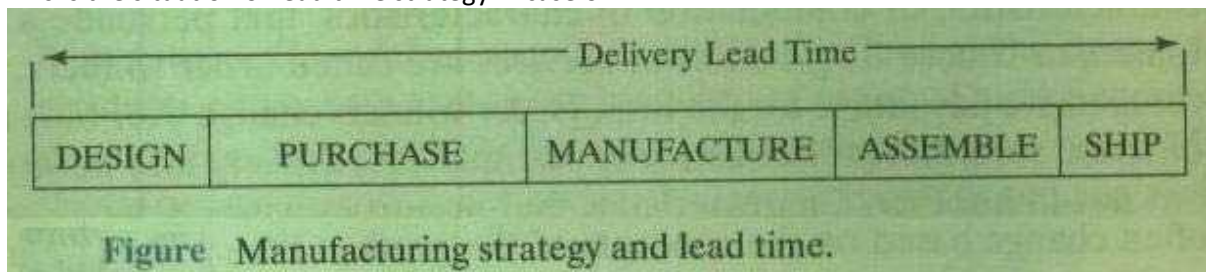 Delivery Lead Time
DESIGN PURCHASE MANUFACTURE ASSEMBLE SHIP
Figure Manufacturing strategy and lead time.